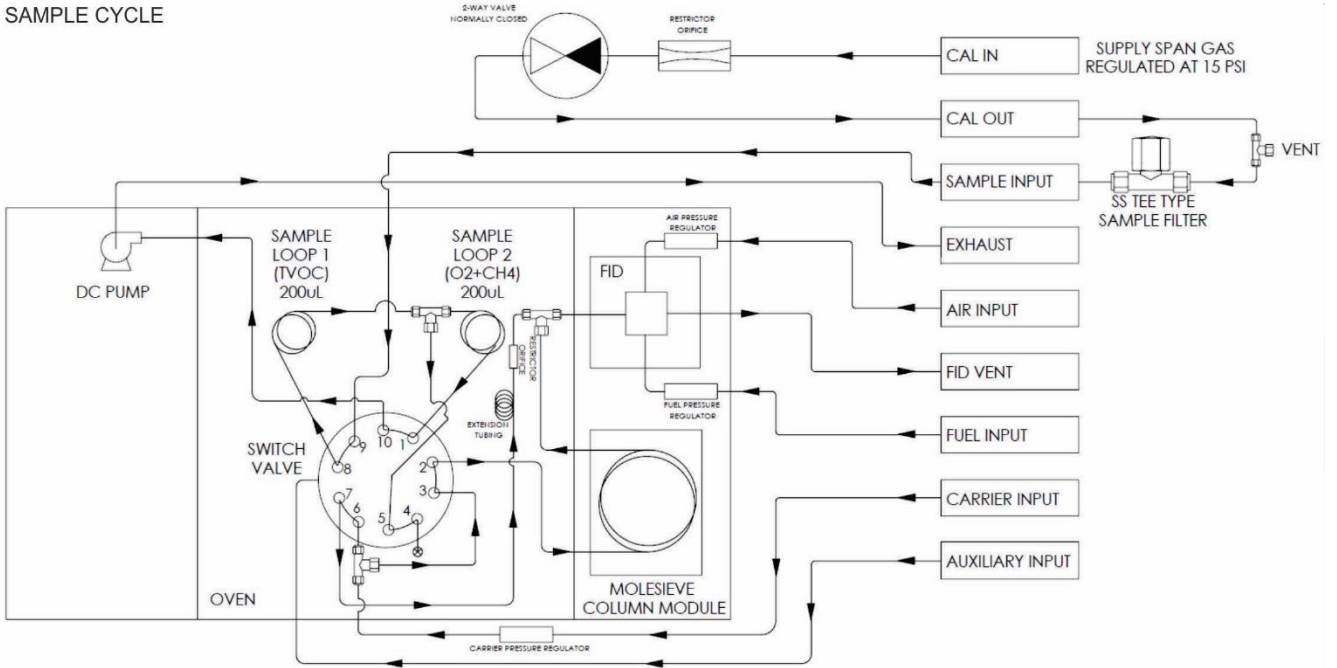 SAMPLE CYCLE
2-WAY VALVE
NORMALLY CLOSED
RESTRICTOR
ORIFICE
CAL IN
SUPPLY SPAN GAS
REGULATED AT 15 PSI
CAL OUT
VENT
SAMPLE INPUT
SS TEE TYPE
SAMPLE FILTER
EXHAUST
AIR INPUT
FID VENT
FUEL INPUT
CARRIER INPUT
AUXILIARY INPUT
DC PUMP
SAMPLE
LOOP 1
(TVOC)
200uL
SAMPLE
LOOP 2
(O2+CH4)
200uL
AIR PRESSURE
REGULATOR
FID
RESTRICTOR
ORIFICE
FUEL PRESSURE
REGULATOR
EXTENSION
TUBING
SWITCH
VALVE
10
1
9
2
8
3
7
4
6
5
MOLESIEVE
COLUMN MODULE
OVEN
CARRIER PRESSURE REGULATOR